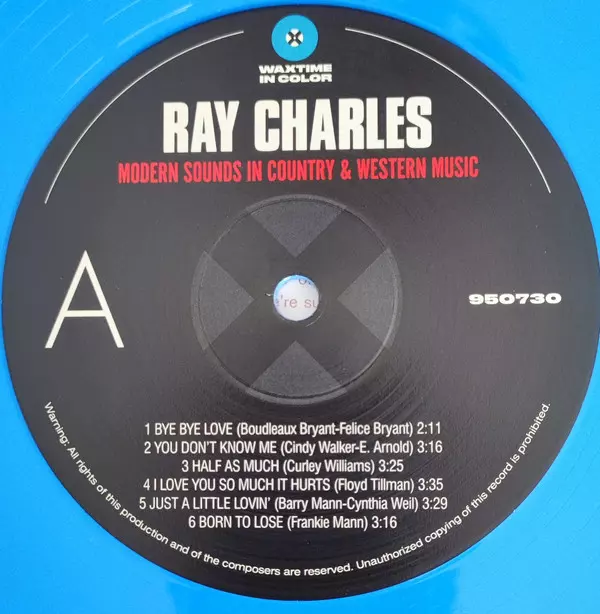 WAXTIME
IN COLOR
RAY CHARLES
MODERN SOUNDS IN COUNTRY & WESTERN MUSIC
A
950730
're su
1 BYE BYE LOVE (Boudleaux Bryant-Felice Bryant) 2:11
2 YOU DON'T KNOW ME (Cindy Walker-E. Arnold) 3:16
3 HALF AS MUCH (Curley Williams) 3:25
4 I LOVE YOU SO MUCH IT HURTS (Floyd Tillman) 3:35
5 JUST A LITTLE LOVIN' (Barry Mann-Cynthia Weil) 3:29
6 BORN TO LOSE (Frankie Mann) 3:16
Warning: All rights of this production and of the composers are reserved. Unauthorized copying of this record is prohibited.